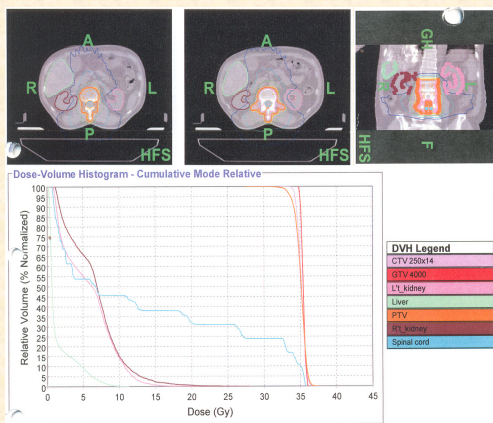 A
R
L
P
HFS
A
R
L
P
HFS
R
L
HFS
F
Dose-Volume Histogram - Cumulative Mode Relative
Relative Volume (% Normalized)
100
95
90
85
80
75
70
65
60
55
50
45
40
35
30
25
20
15
10
5
0
0
5
10
15
20
25
30
35
40
45
Dose (Gy)
DVH Legend
CTV 250x14
GTV 4000
L't_kidney
Liver
PTV
R't_kidney
Spinal cord